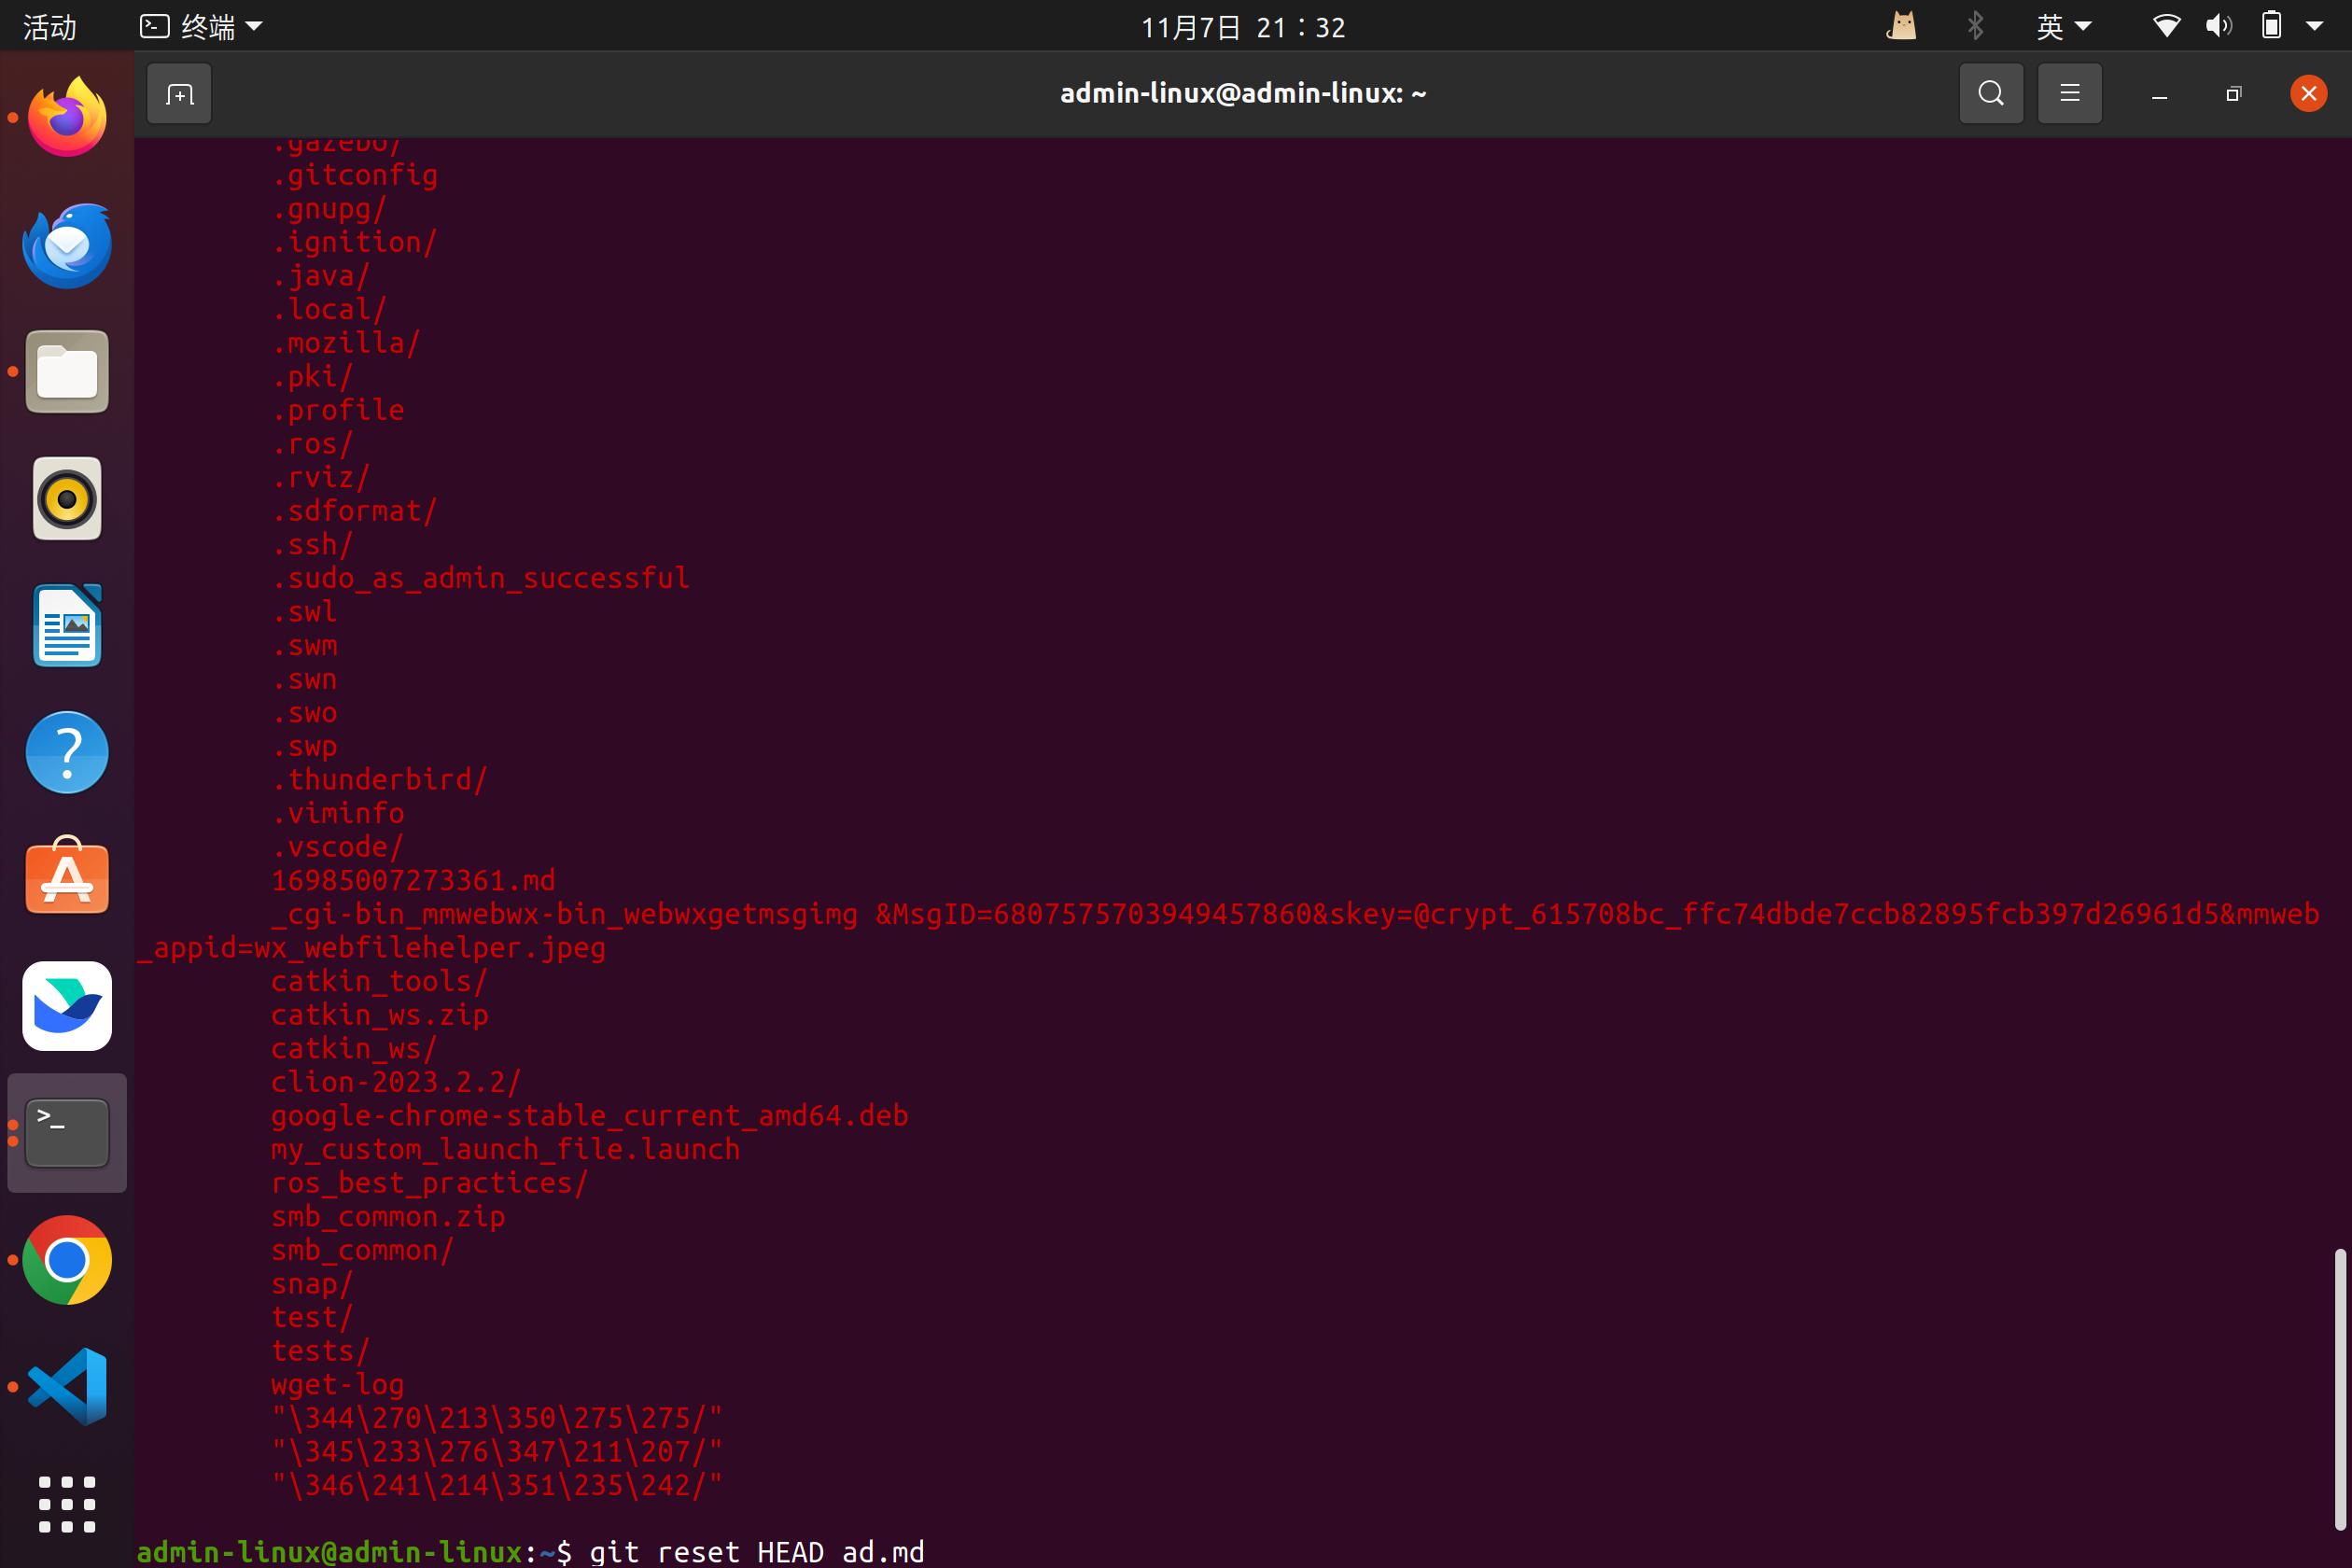 活动
终端
11月7日 21：32
英
admin-linux@admin-linux: ~
.gazebo/
.gitconfig
.gnupg/
.ignition/
.java/
.local/
.mozilla/
.pki/
.profile
.ros/
.rviz/
.sdformat/
.ssh/
.sudo_as_admin_successful
.swl
.swm
.swn
.swo
.swp
.thunderbird/
.viminfo
.vscode/
16985007273361.md
_cgi-bin_mmwebwx-bin_webwxgetmsgimg &MsgID=6807575703949457860&skey=@crypt_615708bc_ffc74dbde7ccb82895fcb397d26961d5&mmweb
_appid=wx_webfilehelper.jpeg
catkin_tools/
catkin_ws.zip
catkin_ws/
clion-2023.2.2/
google-chrome-stable_current_amd64.deb
my_custom_launch_file.launch
ros_best_practices/
smb_common.zip
smb_common/
snap/
test/
tests/
wget-log
"\344\270\213\350\275\275/"
"\345\233\276\347\211\207/"
"\346\241\214\351\235\242/"
admin-linux@admin-linux:~$ git reset HEAD ad.md